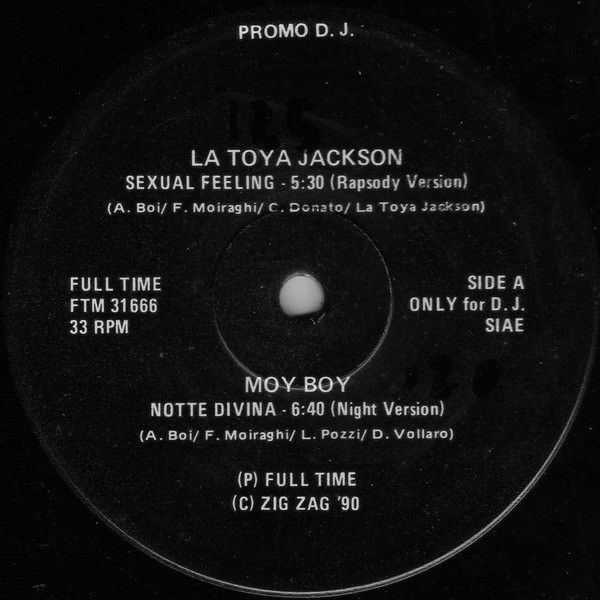 PROMO D. J.
LA TOYA JACKSON
SEXUAL FEELING - 5:30 (Rapsody Version)
(A. Boi/ F. Moiraghi/ C. Donato/ La Toya Jackson)
FULL TIME
FTM 31666
33 RPM
SIDE A
ONLY for D. J.
SIAE
MOY BOY
NOTTE DIVINA - 6:40 (Night Version)
(A. Boi/ F. Moiraghi/ L. Pozzi/ D. Vollaro)
(P) FULL TIME
(C) ZIG ZAG '90